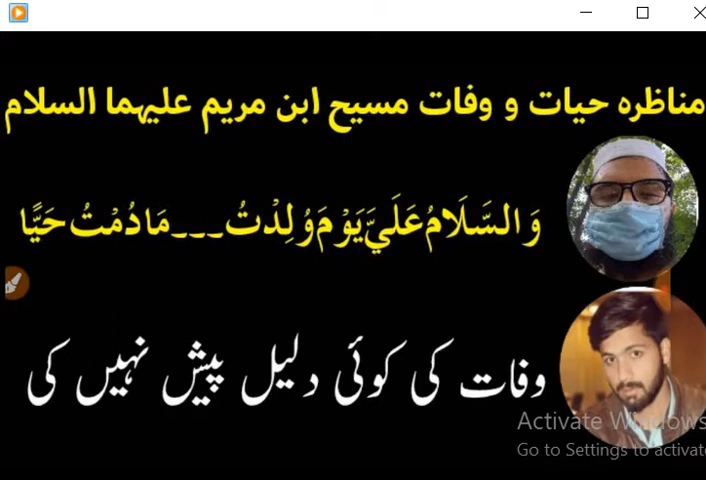 مناظرہ حیات و وفات مسیح ابن مریم علیہما السلام
وَالسَّلَامُ عَلَيَّ يَوْمَ وُلِدْتُ۔۔۔مَا دُمْتُ حَيًّا
وفات کی کوئی دلیل پیش نہیں کی
Activate Windows
Go to Settings to activate